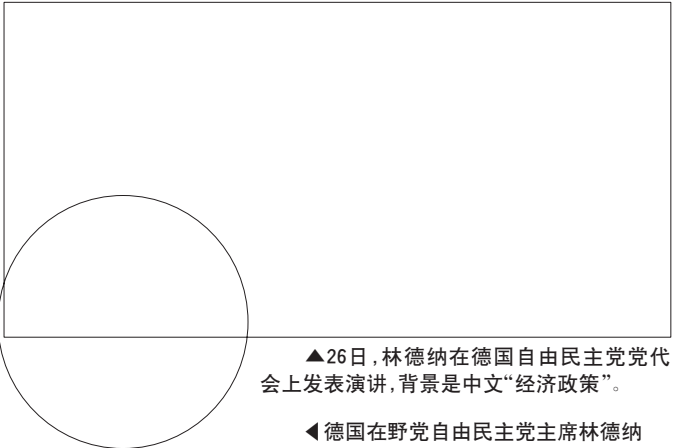 ▲26日,林德纳在德国自由民主党党代
会上发表演讲,背景是中文“经济政策”。
◀德国在野党自由民主党主席林德纳